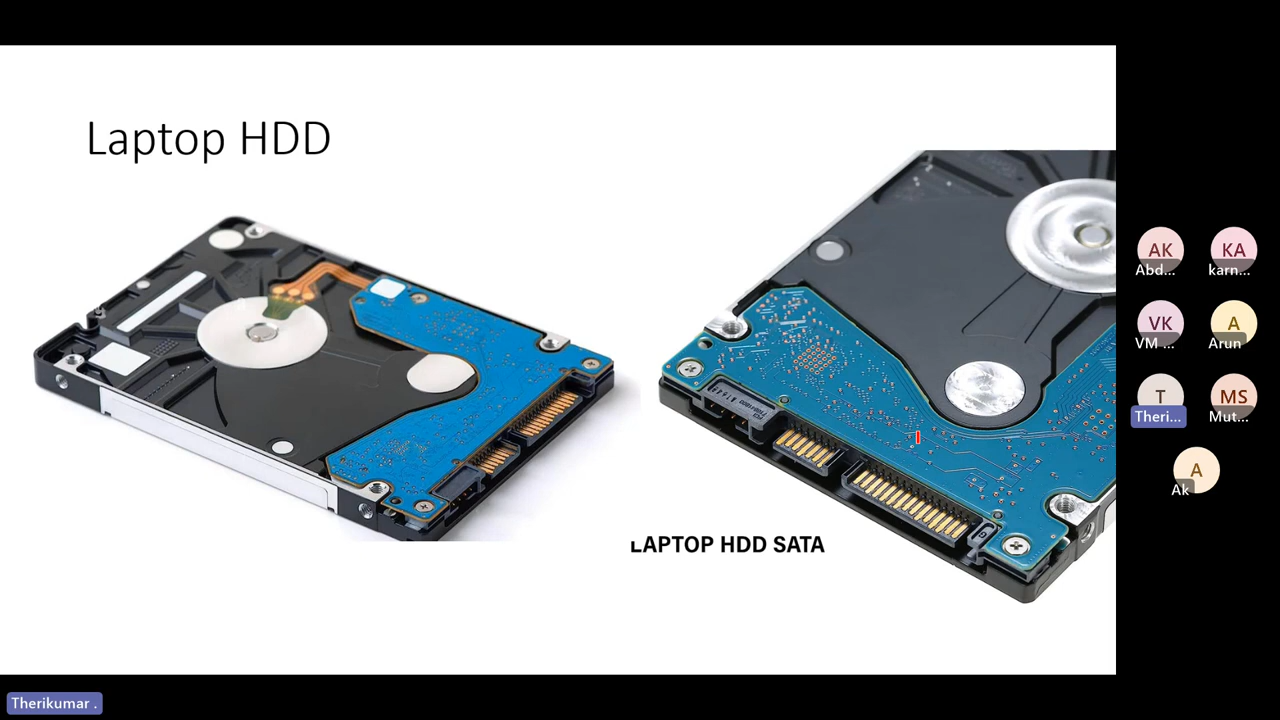 Laptop HDD
LAPTOP HDD SATA
AK
KA
Abd...
karn...
VK
A
VM ...
Arun
T
MS
Theri...
Mut...
A
Ak
Therikumar .